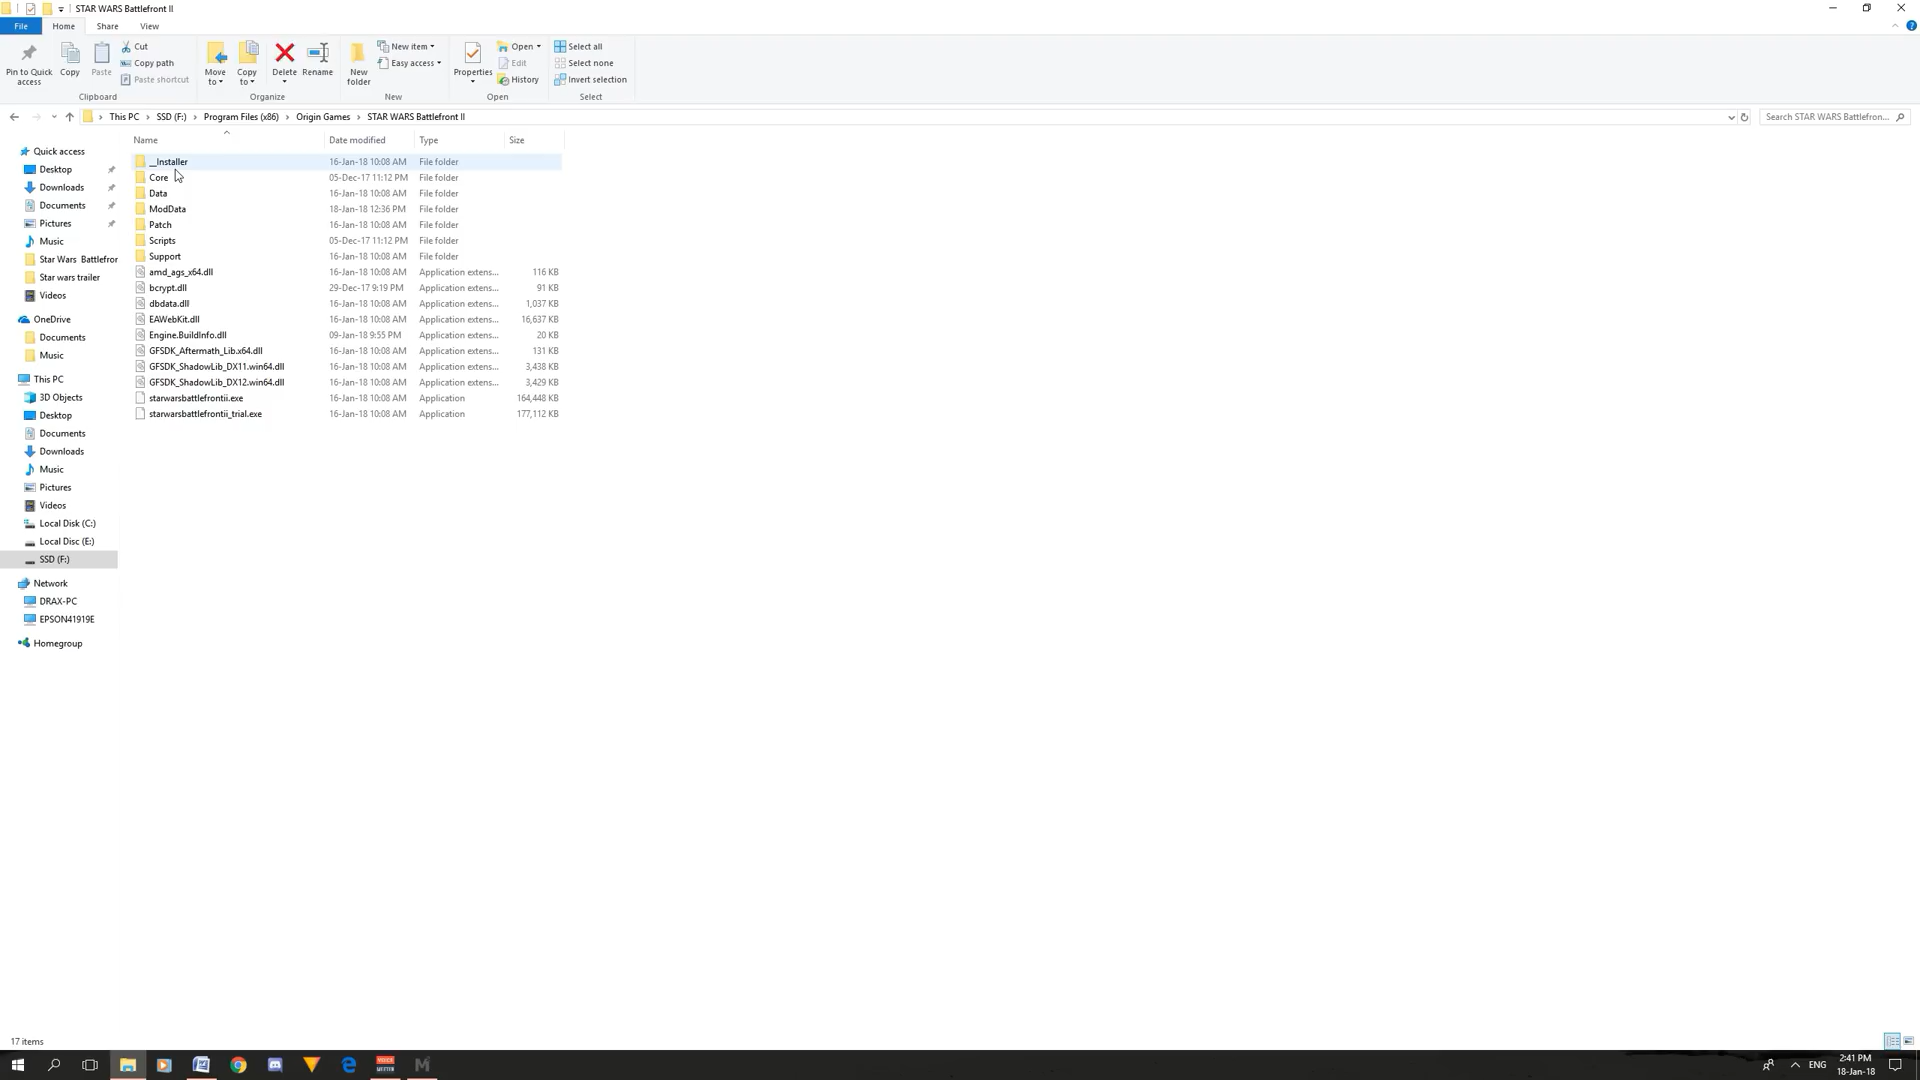 STAR WARS Battlefront II
File Home Share View
Pin to Quick access
Copy
Paste
Cut
Copy path
Paste shortcut
Clipboard
Move to
Copy to
Delete
Rename
Organize
New folder
New item
Easy access
New
Properties
Open
Edit
History
Open
Select all
Select none
Invert selection
Select
This PC > SSD (F:) > Program Files (x86) > Origin Games > STAR WARS Battlefront II
Search STAR WARS Battlefron...
Name Date modified Type Size
__Installer 16-Jan-18 10:08 AM File folder
Core 05-Dec-17 11:12 PM File folder
Data 16-Jan-18 10:08 AM File folder
ModData 18-Jan-18 12:36 PM File folder
Patch 16-Jan-18 10:08 AM File folder
Scripts 05-Dec-17 11:12 PM File folder
Support 16-Jan-18 10:08 AM File folder
amd_ags_x64.dll 16-Jan-18 10:08 AM Application extens... 116 KB
bcrypt.dll 29-Dec-17 9:19 PM Application extens... 91 KB
dbdata.dll 16-Jan-18 10:08 AM Application extens... 1,037 KB
EAWebKit.dll 16-Jan-18 10:08 AM Application extens... 16,637 KB
Engine.BuildInfo.dll 09-Jan-18 9:55 PM Application extens... 20 KB
GFSDK_Aftermath_Lib.x64.dll 16-Jan-18 10:08 AM Application extens... 131 KB
GFSDK_ShadowLib_DX11.win64.dll 16-Jan-18 10:08 AM Application extens... 3,438 KB
GFSDK_ShadowLib_DX12.win64.dll 16-Jan-18 10:08 AM Application extens... 3,429 KB
starwarsbattlefrontii.exe 16-Jan-18 10:08 AM Application 164,448 KB
starwarsbattlefrontii_trial.exe 16-Jan-18 10:08 AM Application 177,112 KB
Quick access
Desktop
Downloads
Documents
Pictures
Music
Star Wars Battlefror
Star wars trailer
Videos
OneDrive
Documents
Music
This PC
3D Objects
Desktop
Documents
Downloads
Music
Pictures
Videos
Local Disk (C:)
Local Disc (E:)
SSD (F:)
Network
DRAX-PC
EPSON41919E
Homegroup
17 items
ENG
2:41 PM
18-Jan-18